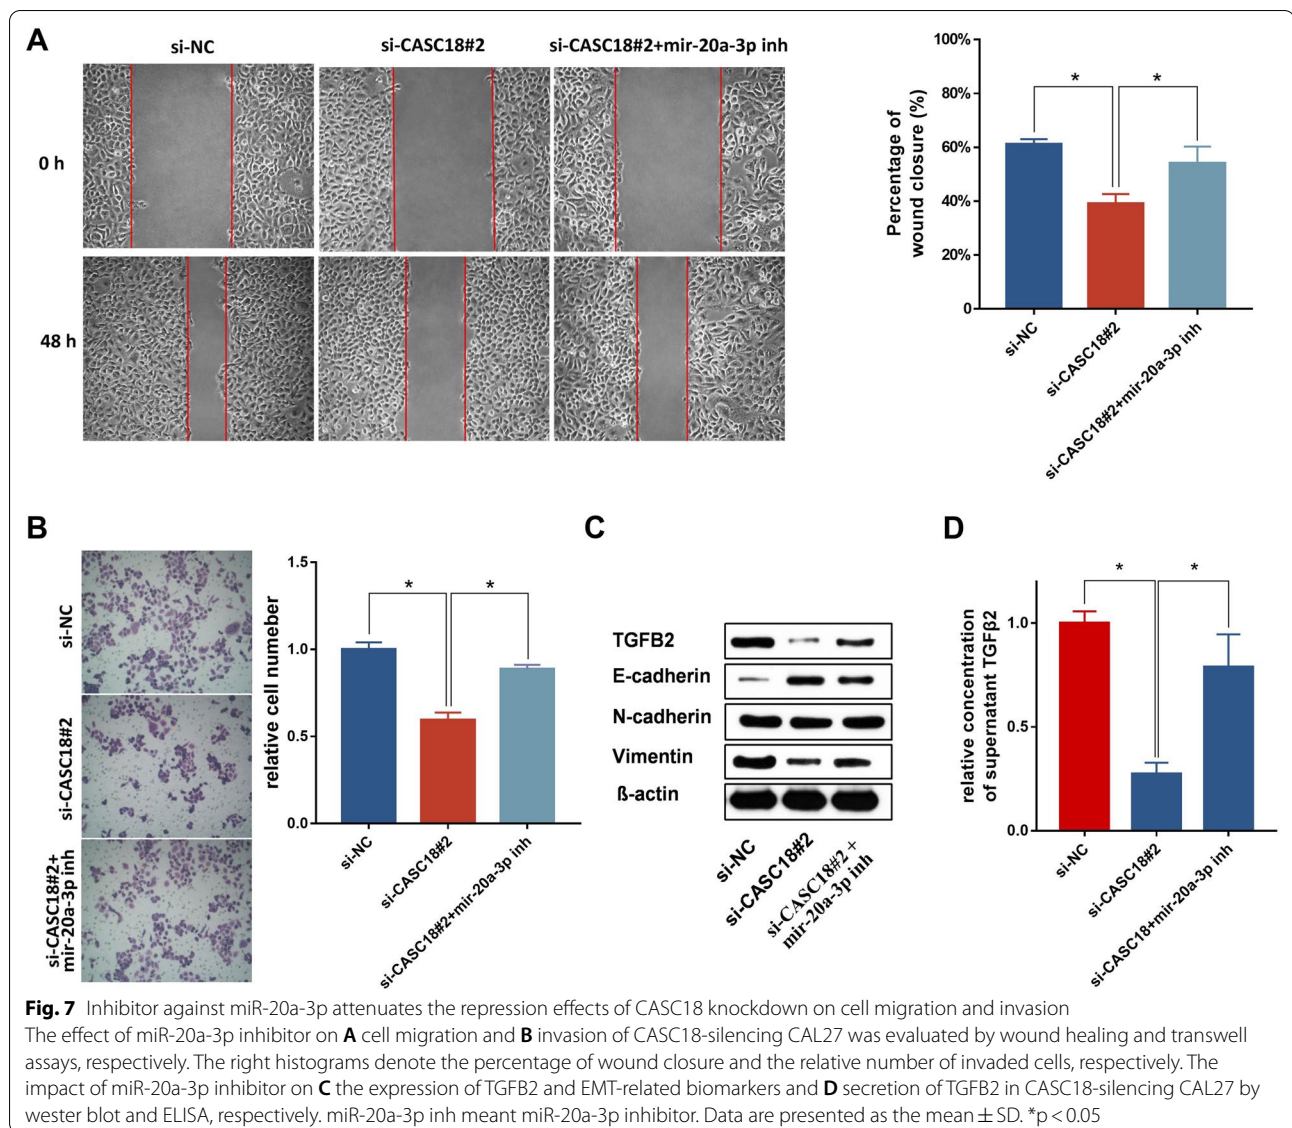 A
si-NC
si-CASC18#2
si-CASC18#2+mir-20a-3p inh
0 h
48 h
Percentage of
wound closure (%)
100%
80%
60%
40%
20%
0
*
*
si-NC
si-CASC18#2
si-CASC18#2+mir-20a-3p inh
B
si-NC
si-CASC18#2
si-CASC18#2+
mir-20a-3p inh
relative cell numeber
1.5
1.0
0.5
0.0
*
*
si-NC
si-CASC18#2
si-CASC18#2+mir-20a-3p inh
C
TGFB2
E-cadherin
N-cadherin
Vimentin
ß-actin
si-NC
si-CASC18#2
si-CASC18#2 +
mir-20a-3p inh
D
relative concentration
of supernatant TGFβ2
1.0
0.5
0.0
*
*
si-NC
si-CASC18#2
si-CASC18+mir-20a-3p inh
Fig. 7 Inhibitor against miR-20a-3p attenuates the repression effects of CASC18 knockdown on cell migration and invasion
The effect of miR-20a-3p inhibitor on A cell migration and B invasion of CASC18-silencing CAL27 was evaluated by wound healing and transwell
assays, respectively. The right histograms denote the percentage of wound closure and the relative number of invaded cells, respectively. The
impact of miR-20a-3p inhibitor on C the expression of TGFB2 and EMT-related biomarkers and D secretion of TGFB2 in CASC18-silencing CAL27 by
wester blot and ELISA, respectively. miR-20a-3p inh meant miR-20a-3p inhibitor. Data are presented as the mean ± SD. *p < 0.05